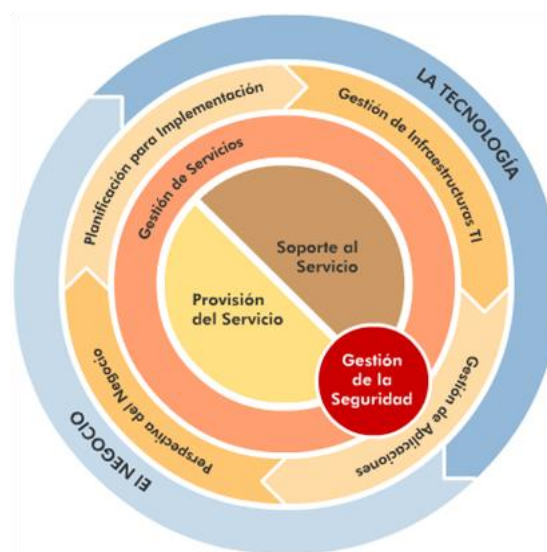 LA TECNOLOGÍA
El NEGOCIO
Planificación para Implementación
Gestión de Infraestructuras TI
Gestión de Aplicaciones
Perspectiva del Negocio
Gestión de Servicios
Soporte al
Servicio
Provisión
del Servicio
Gestión
de la
Seguridad